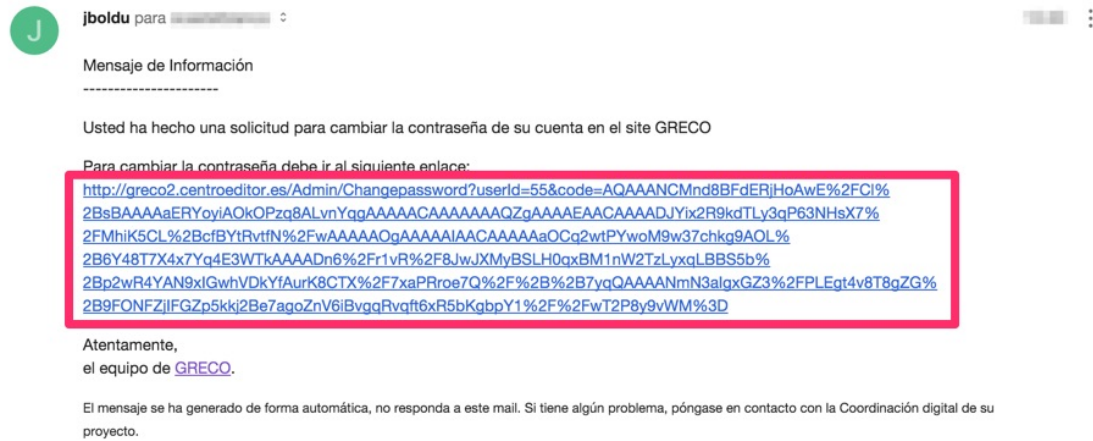 J
jboldu para
Mensaje de Información
----------------------
Usted ha hecho una solicitud para cambiar la contraseña de su cuenta en el site GRECO
Para cambiar la contraseña debe ir al siguiente enlace:
http://greco2.centroeditor.es/Admin/Changepassword?userId=55&code=AQAAANCMnd8BFdERjHoAwE%2FCl%
2BsBAAAAaERYoyiAOkOPzq8ALvnYqgAAAAACAAAAAAAQZgAAAAEAACAAAADJYix2R9kdTLy3qP63NHsX7%
2FMhiK5CL%2BcfBYtRvtfN%2FwAAAAAOgAAAAAIAACAAAAAaOCq2wtPYwoM9w37chkg9AOL%
2B6Y48T7X4x7Yq4E3WTkAAAADn6%2Fr1vR%2F8JwJXMyBSLH0qxBM1nW2TzLyxqLBBS5b%
2Bp2wR4YAN9xIGwhVDkYfAurK8CTX%2F7xaPRroe7Q%2F%2B%2B7yqQAAAANmN3algxGZ3%2FPLEgt4v8T8gZG%
2B9FONFZjIFGZp5kkj2Be7agoZnV6iBvgqRvqft6xR5bKgbpY1%2F%2FwT2P8y9vWM%3D
Atentamente,
el equipo de GRECO.
El mensaje se ha generado de forma automática, no responda a este mail. Si tiene algún problema, póngase en contacto con la Coordinación digital de su
proyecto.